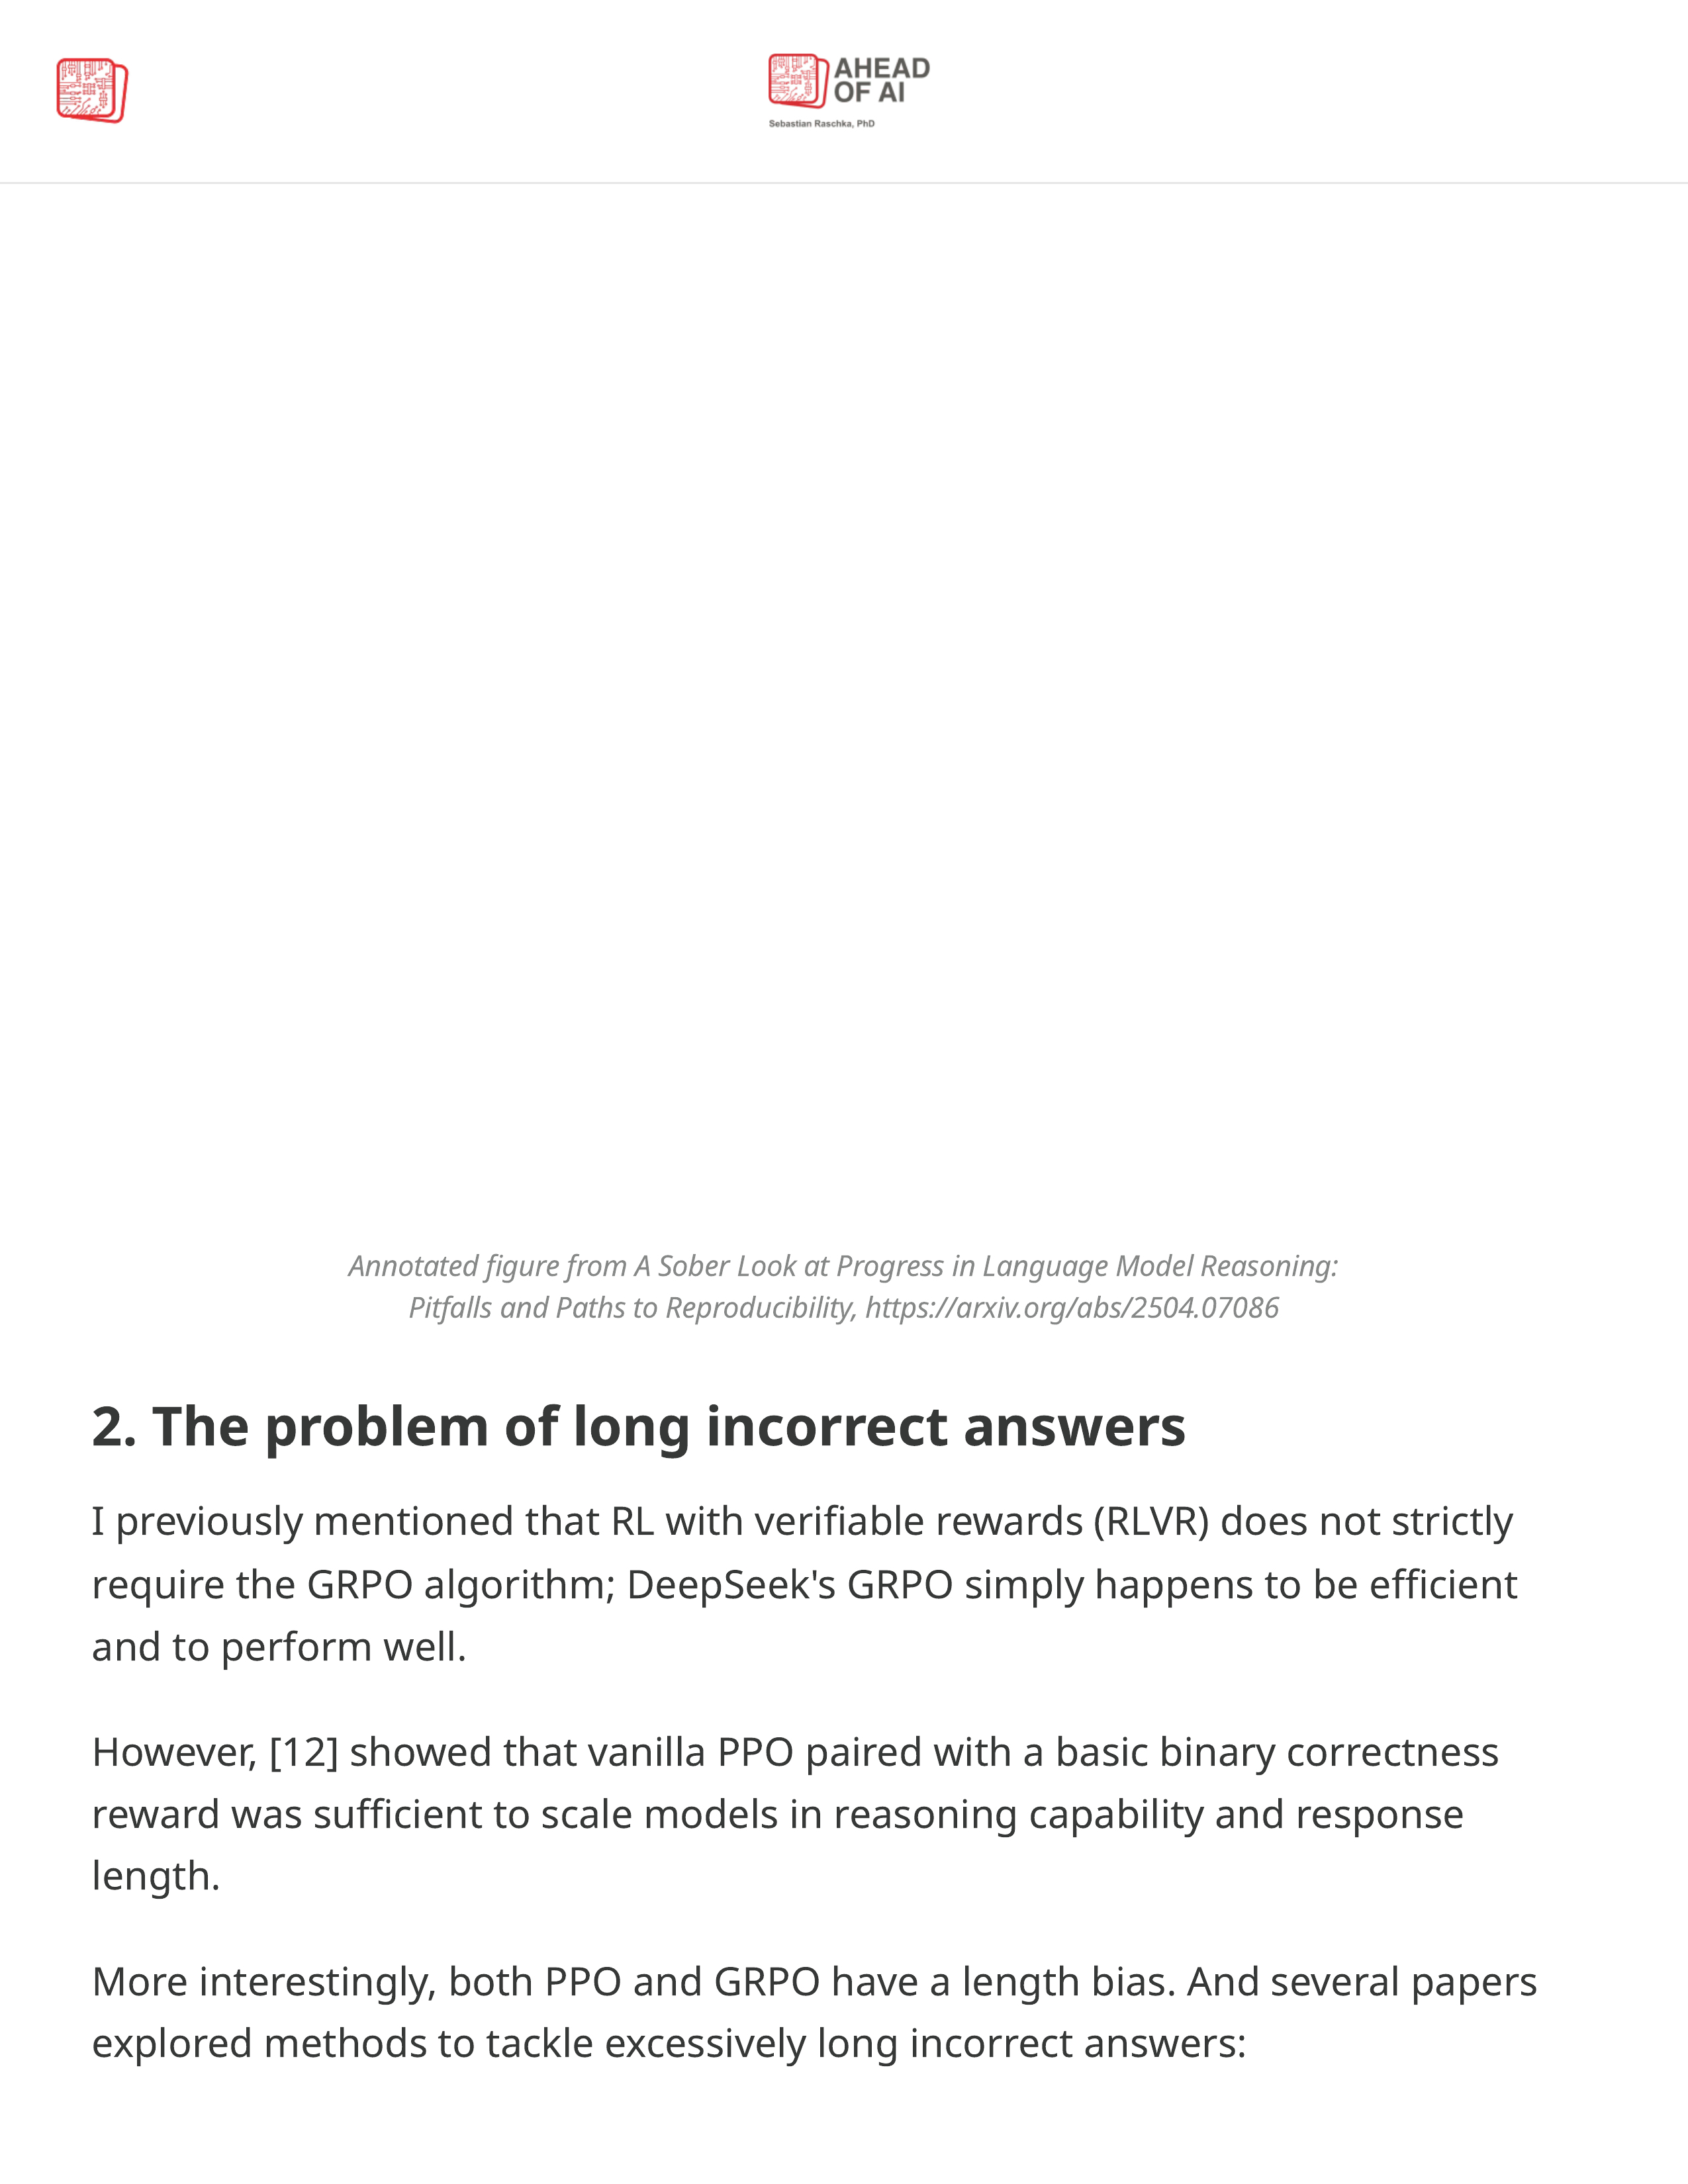 AHEAD
OF AI
Sebastian Raschka, PhD
Annotated figure from A Sober Look at Progress in Language Model Reasoning:
Pitfalls and Paths to Reproducibility, https://arxiv.org/abs/2504.07086
2. The problem of long incorrect answers
I previously mentioned that RL with verifiable rewards (RLVR) does not strictly
require the GRPO algorithm; DeepSeek's GRPO simply happens to be efficient
and to perform well.
However, [12] showed that vanilla PPO paired with a basic binary correctness
reward was sufficient to scale models in reasoning capability and response
length.
More interestingly, both PPO and GRPO have a length bias. And several papers
explored methods to tackle excessively long incorrect answers: